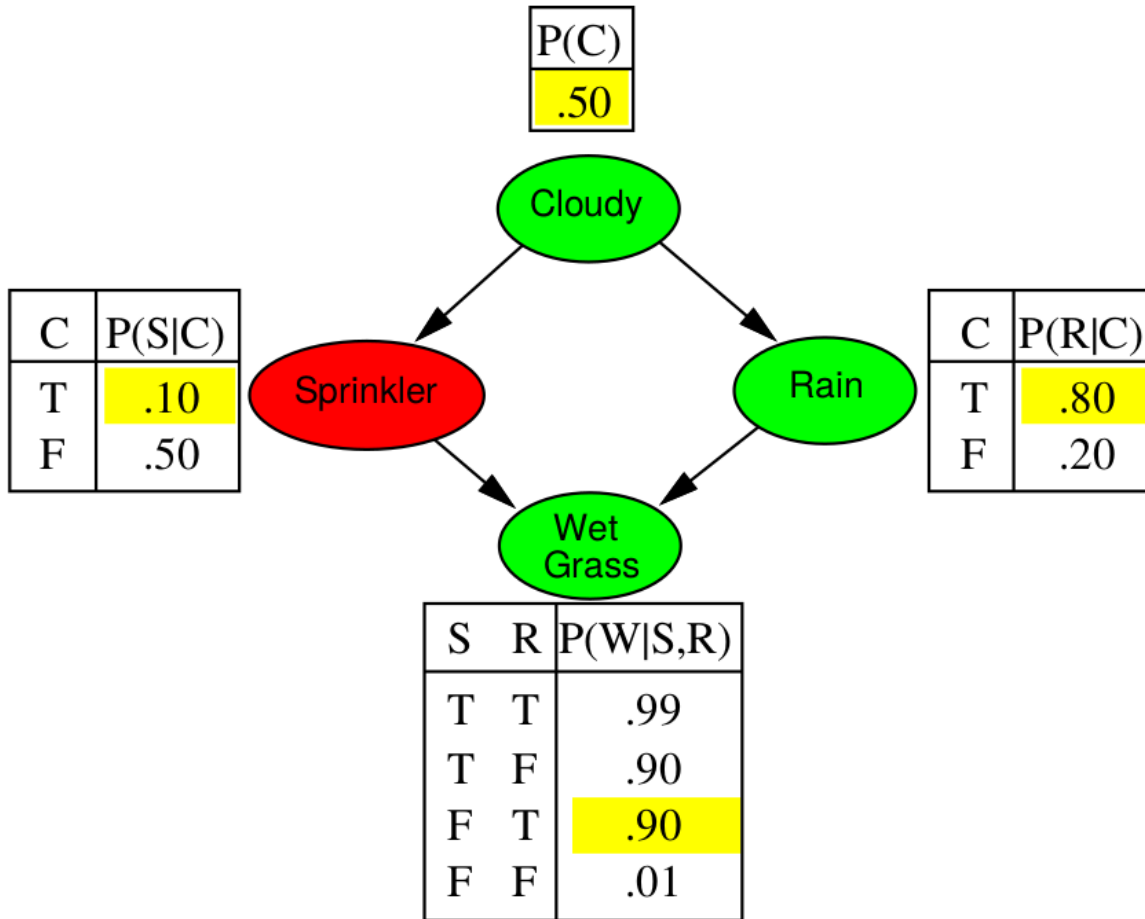 P(C)
.50
Cloudy
C P(S|C)
T .10
F .50
Sprinkler
Rain
C P(R|C)
T .80
F .20
Wet
Grass
S R P(W|S,R)
T T .99
T F .90
F T .90
F F .01